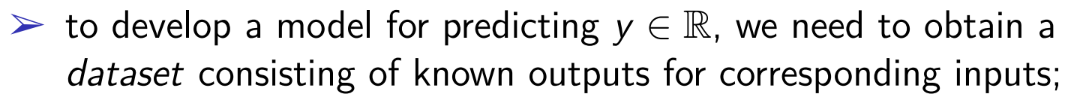 ➢ to develop a model for predicting y ∈ ℝ, we need to obtain a
dataset consisting of known outputs for corresponding inputs;